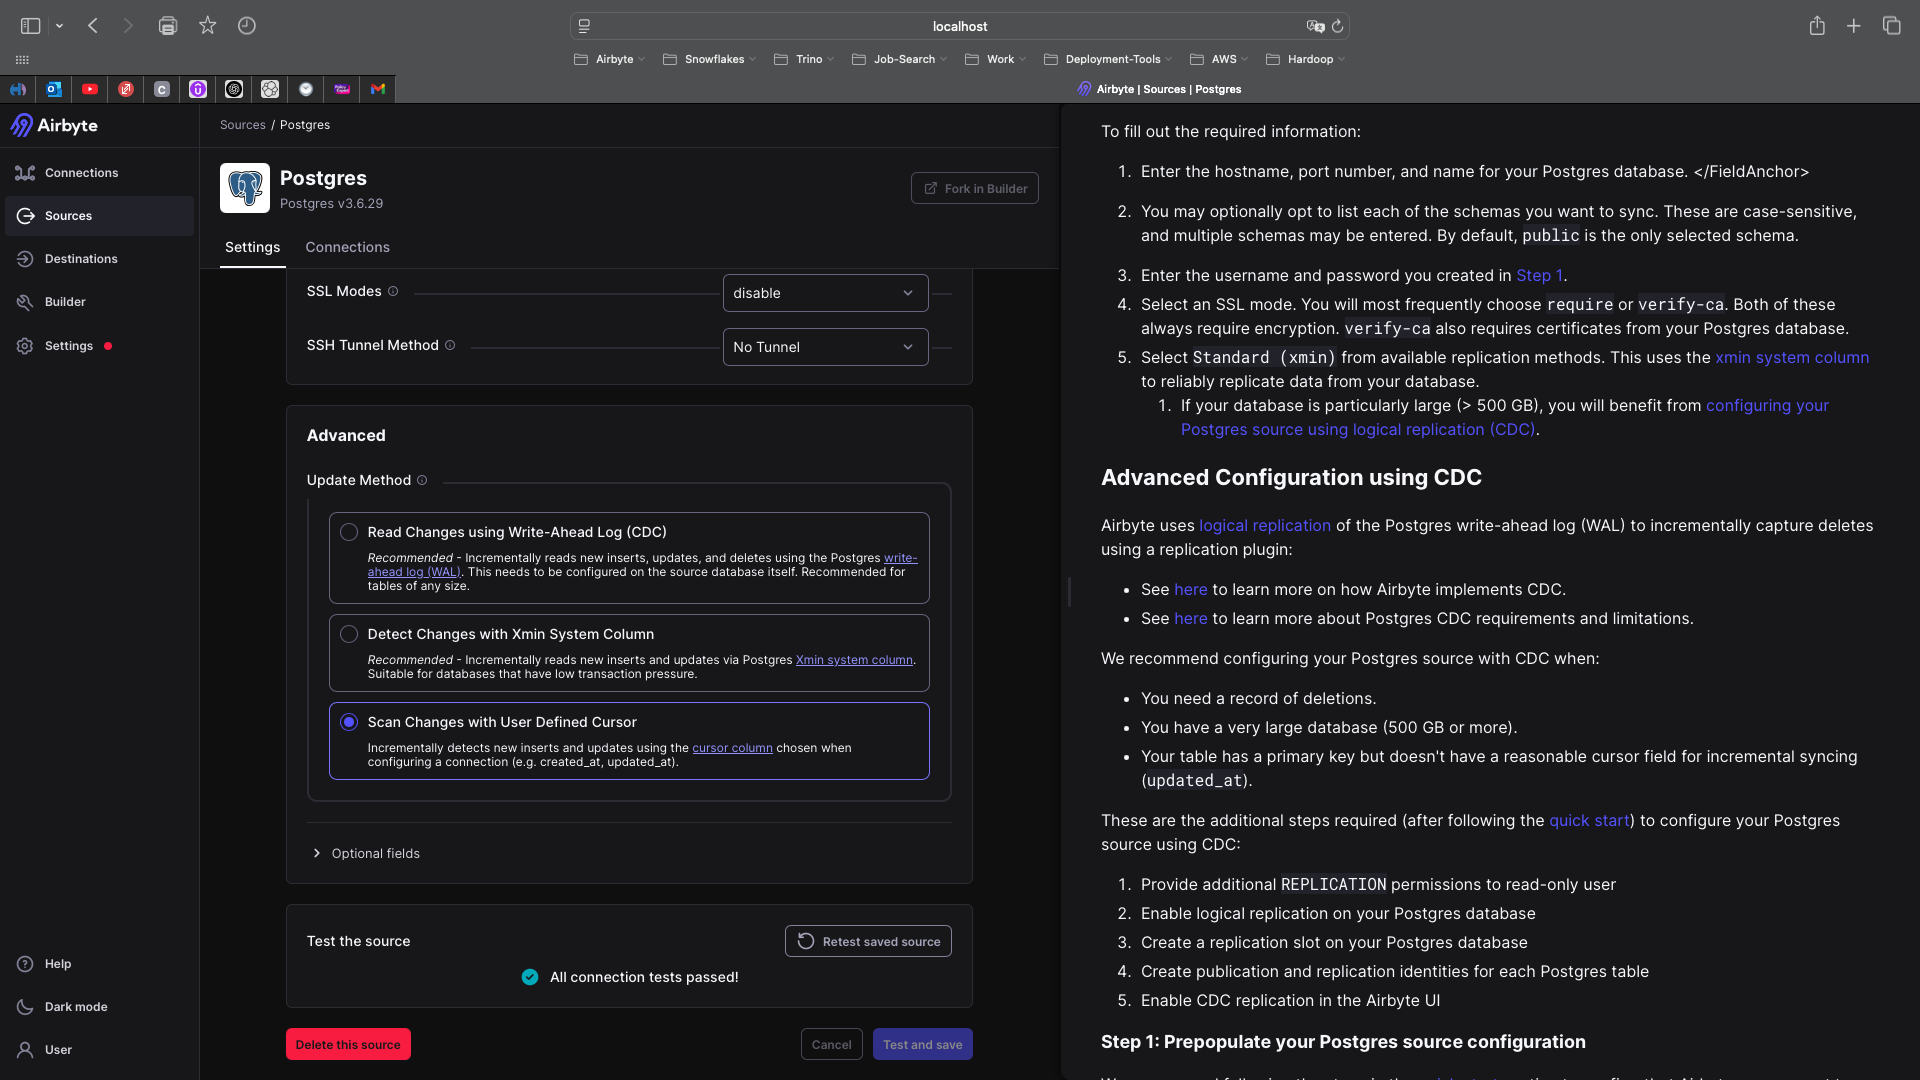 localhost
Airbyte
Snowflakes
Trino
Job-Search
Work
Deployment-Tools
AWS
Hardoop
Airbyte | Sources | Postgres
Airbyte
Connections
Sources
Destinations
Builder
Settings
Help
Dark mode
User
Sources / Postgres
Postgres
Postgres v3.6.29
Fork in Builder
Settings
Connections
SSL Modes
disable
SSH Tunnel Method
No Tunnel
Advanced
Update Method
Read Changes using Write-Ahead Log (CDC)
Recommended - Incrementally reads new inserts, updates, and deletes using the Postgres write-
ahead log (WAL). This needs to be configured on the source database itself. Recommended for
tables of any size.
Detect Changes with Xmin System Column
Recommended - Incrementally reads new inserts and updates via Postgres Xmin system column.
Suitable for databases that have low transaction pressure.
Scan Changes with User Defined Cursor
Incrementally detects new inserts and updates using the cursor column chosen when
configuring a connection (e.g. created_at, updated_at).
Optional fields
Test the source
Retest saved source
All connection tests passed!
Delete this source
Cancel
Test and save
To fill out the required information:
1. Enter the hostname, port number, and name for your Postgres database. </FieldAnchor>
2. You may optionally opt to list each of the schemas you want to sync. These are case-sensitive,
and multiple schemas may be entered. By default, public is the only selected schema.
3. Enter the username and password you created in Step 1.
4. Select an SSL mode. You will most frequently choose require or verify-ca. Both of these
always require encryption. verify-ca also requires certificates from your Postgres database.
5. Select Standard (xmin) from available replication methods. This uses the xmin system column
to reliably replicate data from your database.
1. If your database is particularly large (> 500 GB), you will benefit from configuring your
Postgres source using logical replication (CDC).
Advanced Configuration using CDC
Airbyte uses logical replication of the Postgres write-ahead log (WAL) to incrementally capture deletes
using a replication plugin:
• See here to learn more on how Airbyte implements CDC.
• See here to learn more about Postgres CDC requirements and limitations.
We recommend configuring your Postgres source with CDC when:
• You need a record of deletions.
• You have a very large database (500 GB or more).
• Your table has a primary key but doesn't have a reasonable cursor field for incremental syncing
(updated_at).
These are the additional steps required (after following the quick start) to configure your Postgres
source using CDC:
1. Provide additional REPLICATION permissions to read-only user
2. Enable logical replication on your Postgres database
3. Create a replication slot on your Postgres database
4. Create publication and replication identities for each Postgres table
5. Enable CDC replication in the Airbyte UI
Step 1: Prepopulate your Postgres source configuration